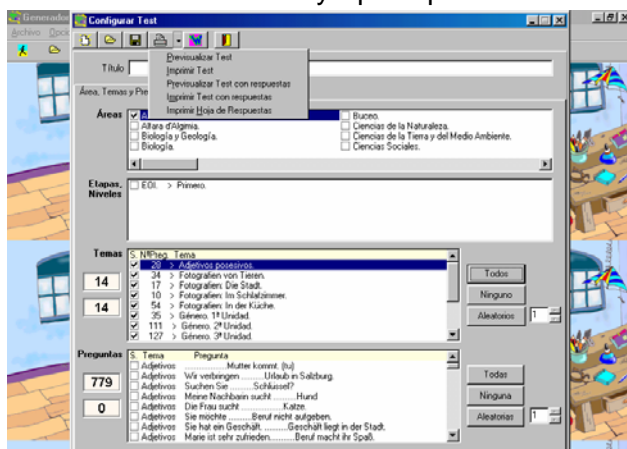 Generador
Configurar Test
Archivo
Título
Previsualizar Test
Imprimir Test
Previsualizar Test con respuestas
Imprimir Test con respuestas
Imprimir Hoja de Respuestas
Área, Temas y Pre
Áreas
Altara d'Algimia.
Biología y Geología.
Biología.
Buceo.
Ciencias de la Naturaleza.
Ciencias de la Tierra y del Medio Ambiente.
Ciencias Sociales.
Etapas, Niveles
EOI. > Primero.
Temas
S. NºPreg. Tema
28 > Adjetivos posesivos.
34 > Fotografien von Tieren.
17 > Fotografien: Die Stadt.
10 > Fotografien: Im Schlafzimmer.
54 > Fotografien: In der Küche.
35 > Género. 1ª Unidad.
111 > Género. 2ª Unidad.
127 > Género. 3ª Unidad.
14
14
Todos
Ninguno
Aleatorios 1
Preguntas
S. Tema Pregunta
Adjetivos ..........Mutter kommt. (tu)
Adjetivos Wir verbringen ..........Urlaub in Salzburg.
Adjetivos Suchen Sie ..........Schlüssel?
Adjetivos Meine Nachbarin sucht ..........Hund
Adjetivos Die Frau sucht ..........Katze.
Adjetivos Sie möchte ..........Beruf nicht aufgeben.
Adjetivos Sie hat ein Geschäft. ..........Geschäft liegt in der Stadt.
Adjetivos Marie ist sehr zufrieden. ..........Beruf macht ihr Spaß.
779
0
Todas
Ninguna
Aleatorias 1